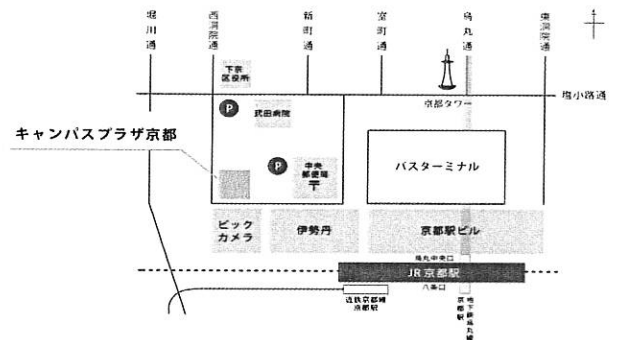 堀川通
西洞院通
新町通
室町通
烏丸通
東洞院通
下京
区役所
塩小路通
京都タワー
P
武田病院
キャンパスプラザ京都
P
中央
郵便局
〒
バスターミナル
ビック
カメラ
伊勢丹
京都駅ビル
烏丸中央口
JR京都駅
八条口
近鉄京都線
京都駅
地下鉄烏丸線
京都駅